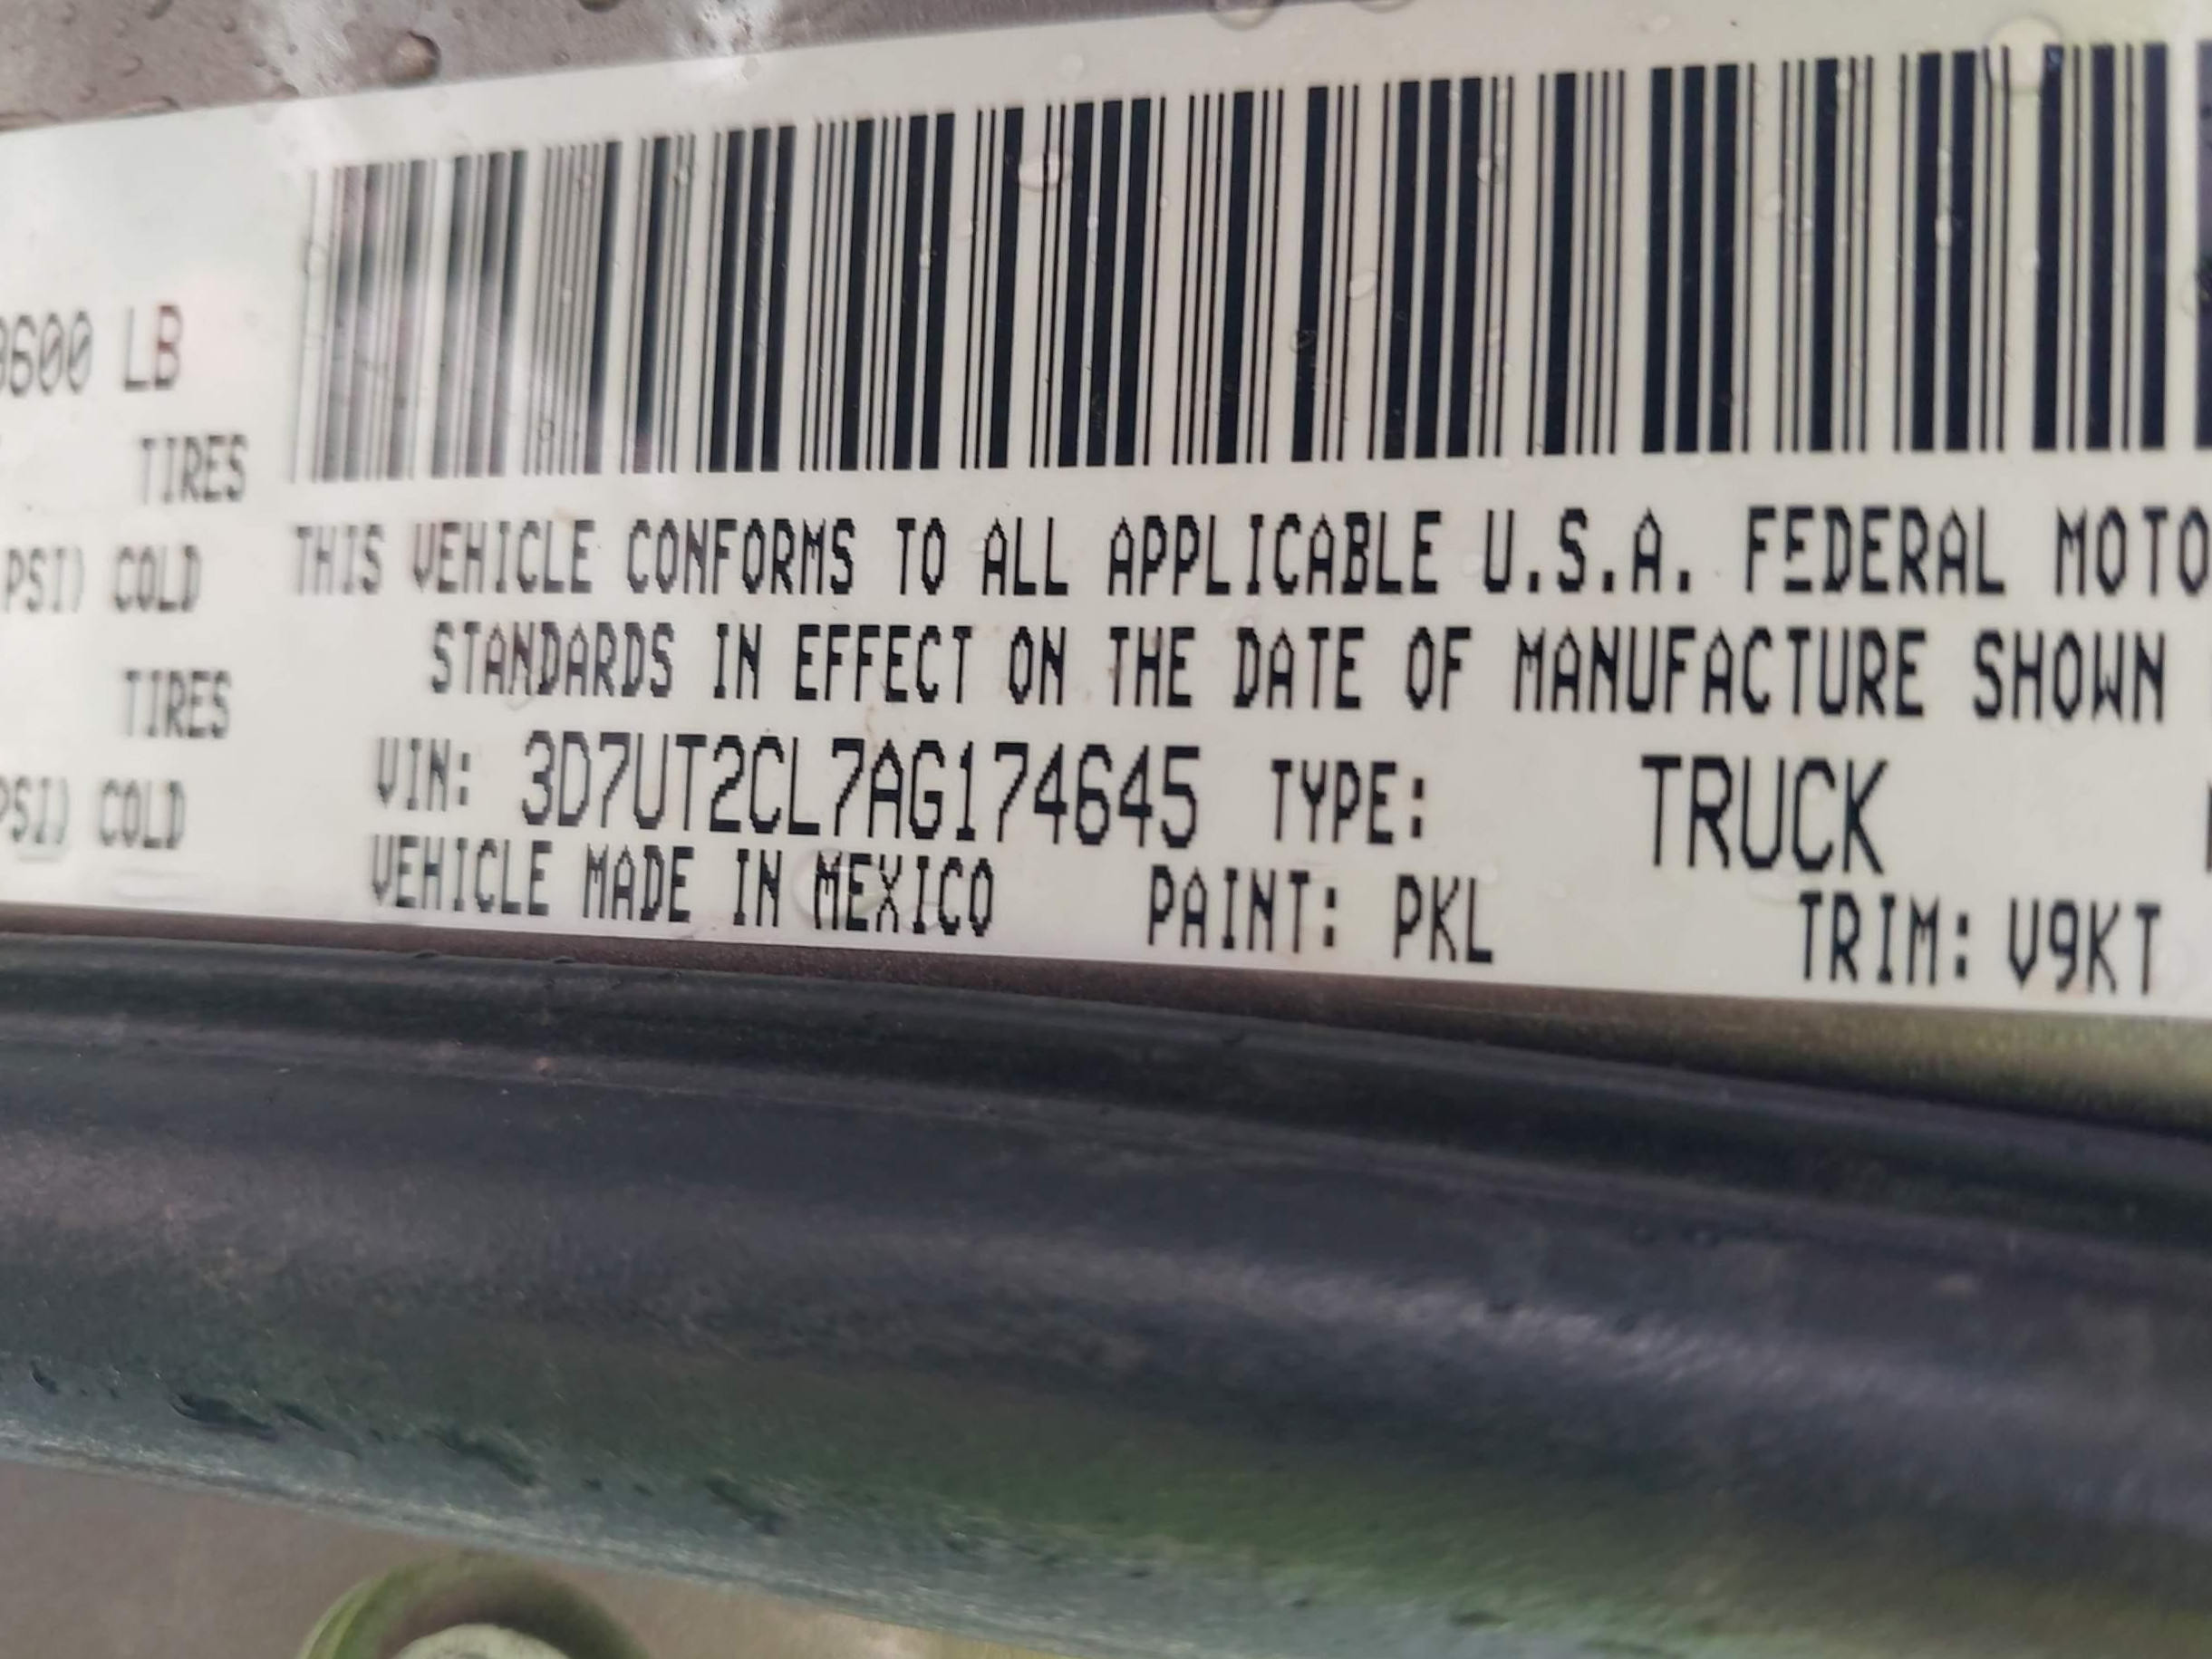 600 LB
TIRES
PSI) COLD
TIRES
PSI) COLD
THIS VEHICLE CONFORMS TO ALL APPLICABLE U.S.A. FEDERAL MOTO
STANDARDS IN EFFECT ON THE DATE OF MANUFACTURE SHOWN
VIN: 3D7UT2CL7AG174645 TYPE: TRUCK
VEHICLE MADE IN MEXICO PAINT: PKL TRIM: V9KT